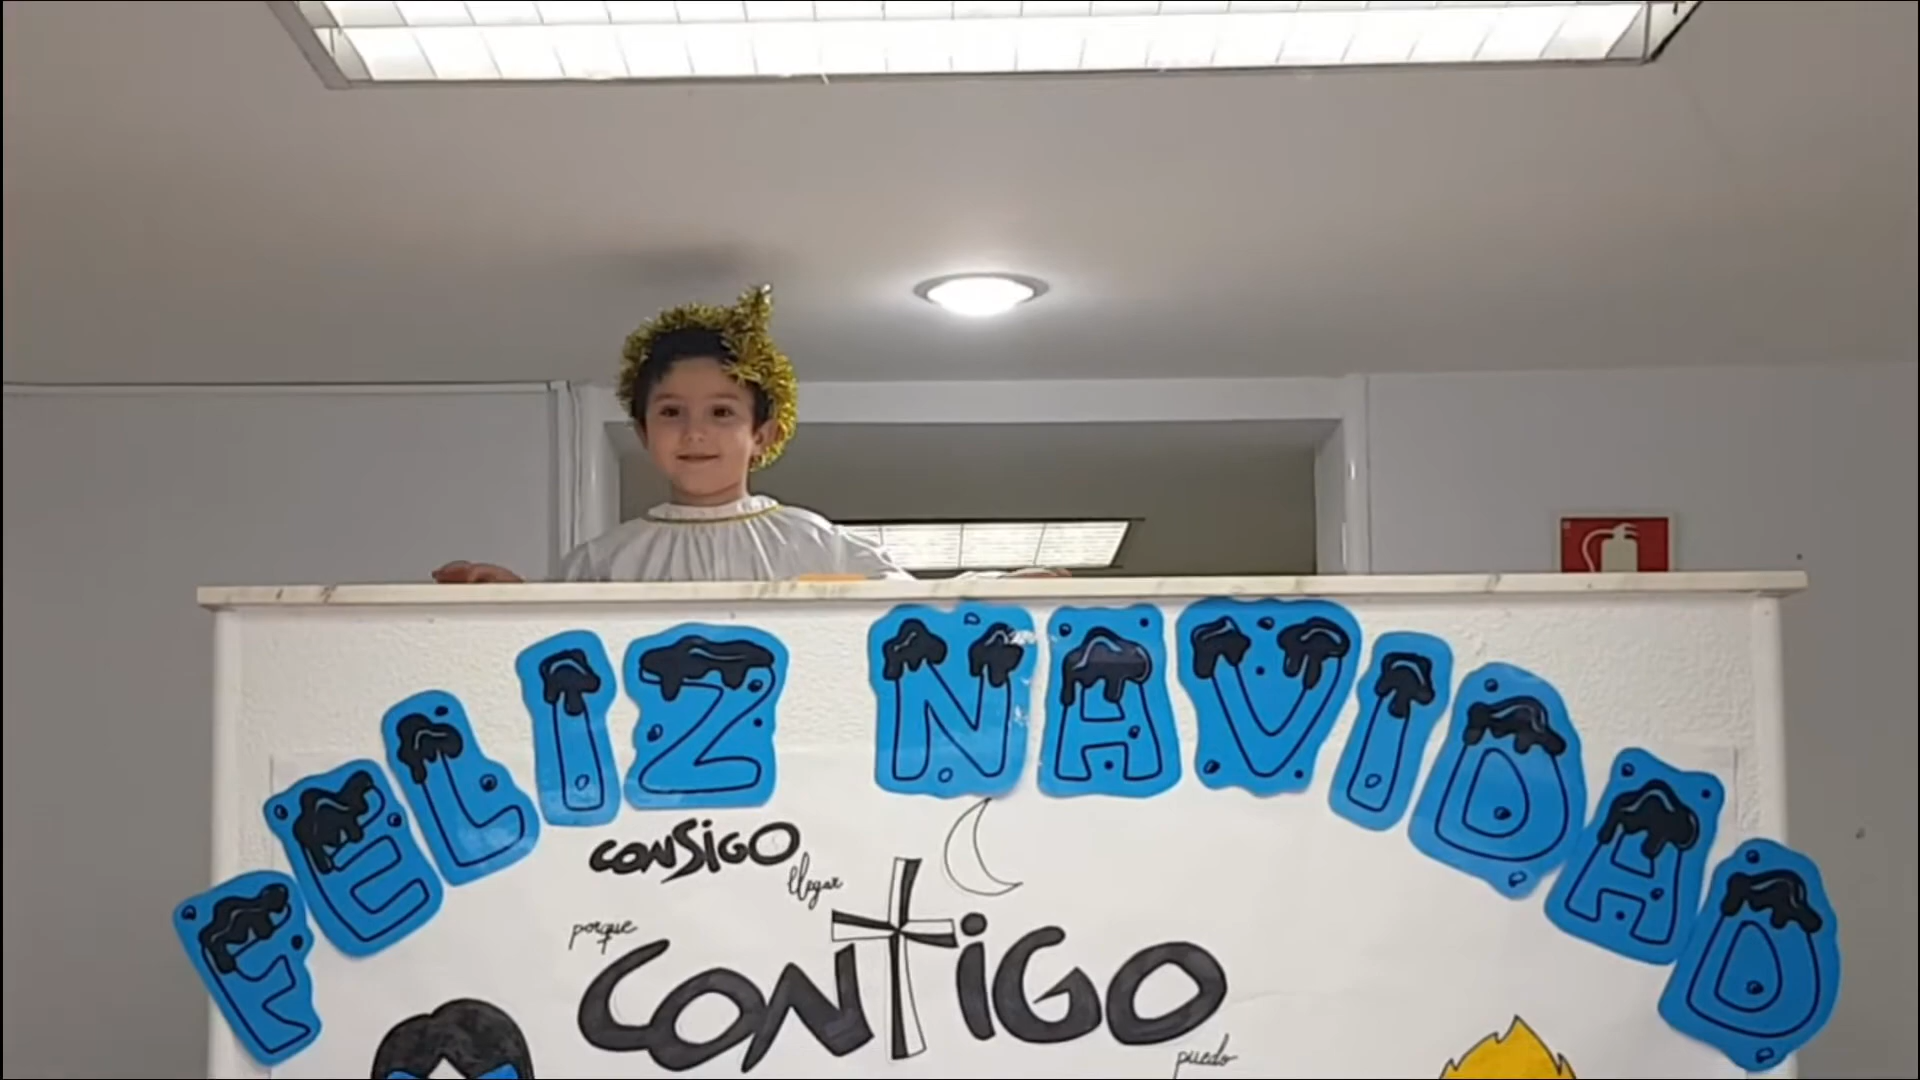 FELIZ NAVIDAD
CONSIGO
llegar
porque
CONTIGO
puedo